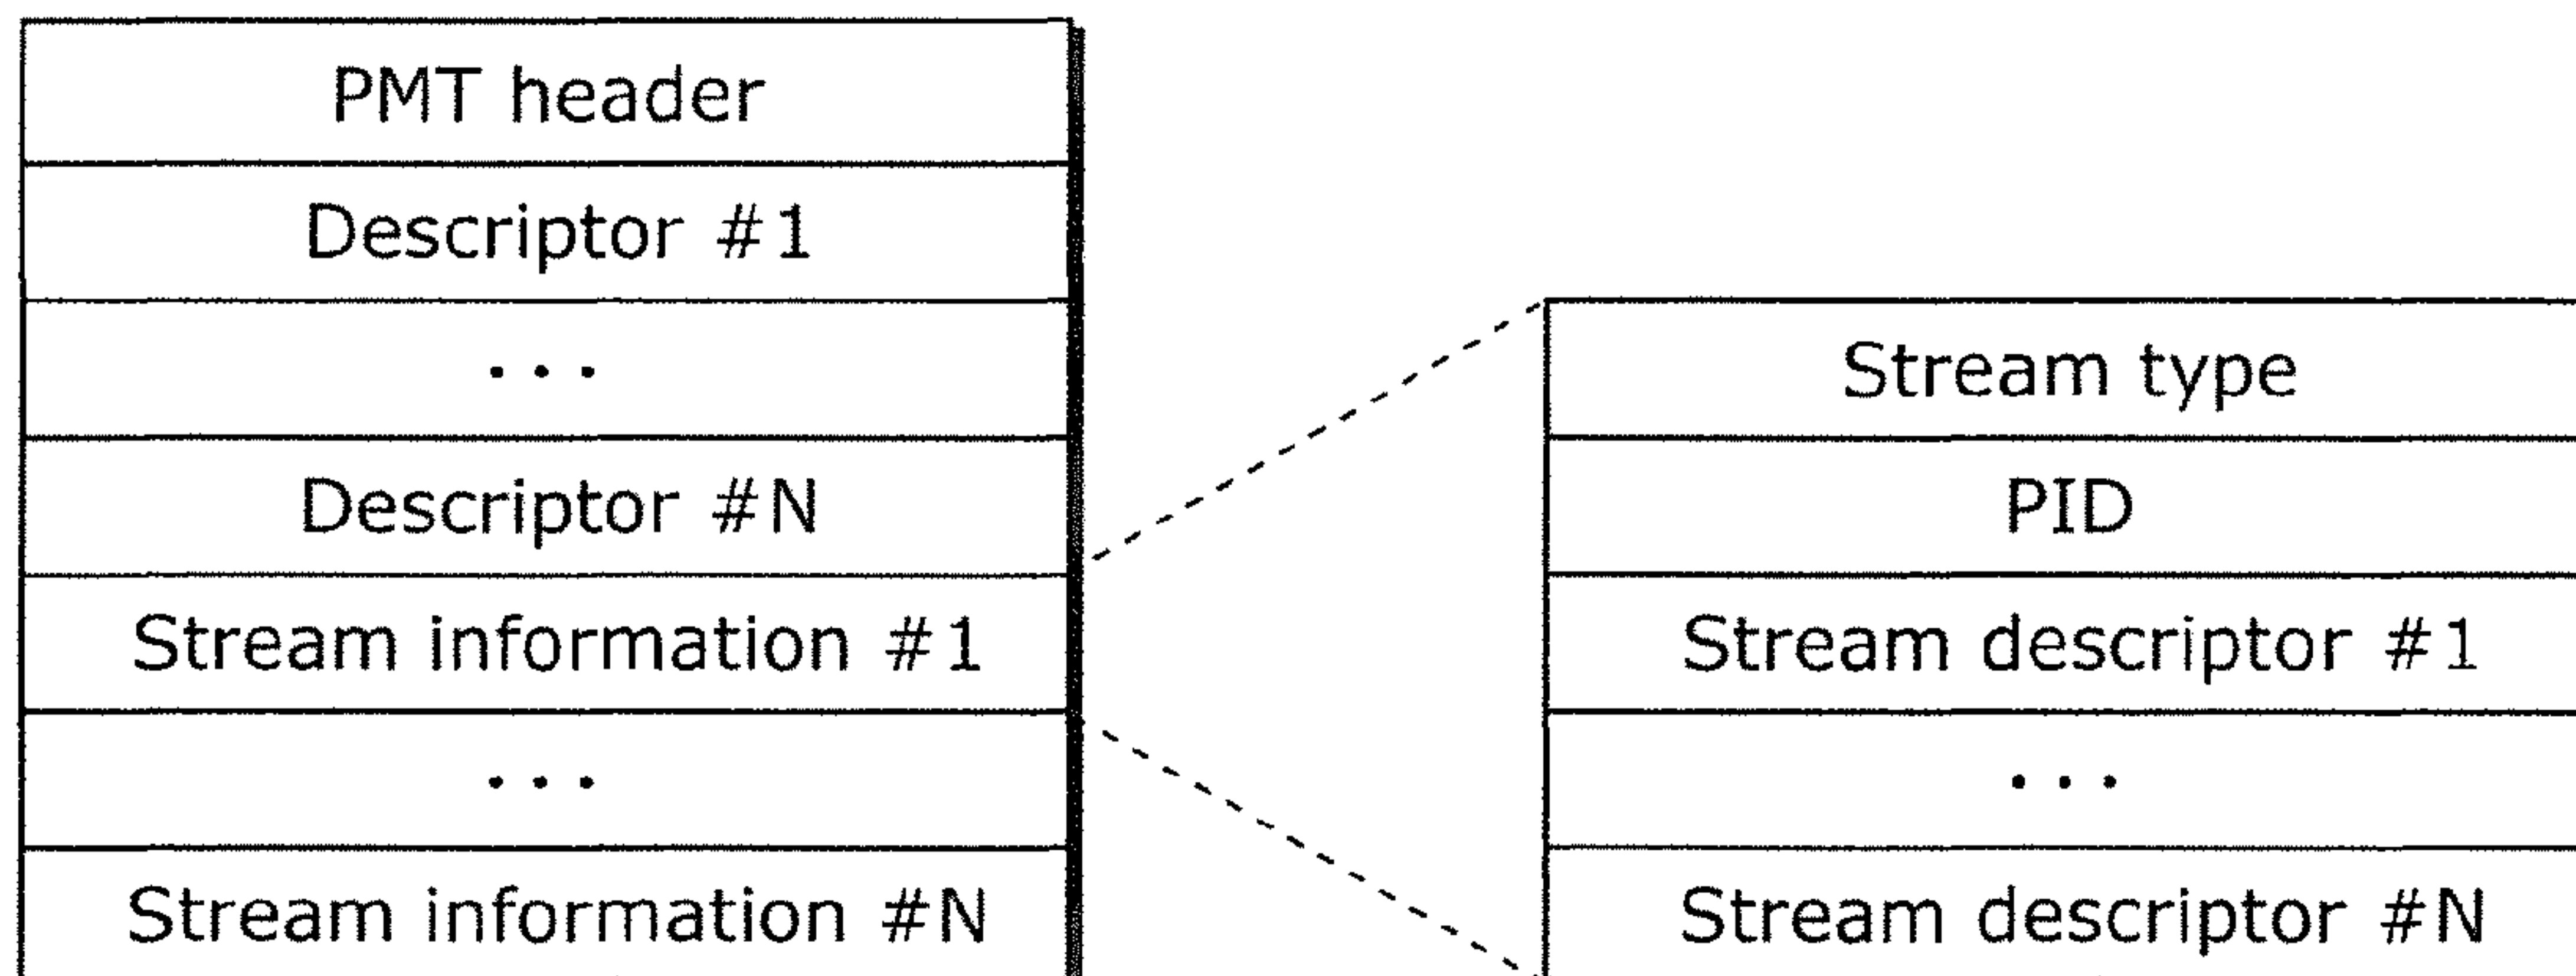 PMT header
Descriptor #1
...
Descriptor #N
Stream information #1
...
Stream information #N
Stream type
PID
Stream descriptor #1
...
Stream descriptor #N